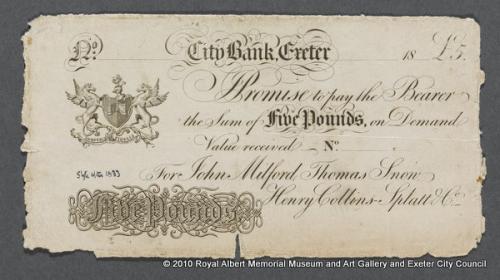 No. City Bank, Exeter 18 £5.
I Promise to pay the Bearer
the Sum of Five Pounds, on Demand
Value received No.
For John Milford Thomas Snow
Henry Collins Splatt & Co.
Five Pounds
© 2010 Royal Albert Memorial Museum and Art Gallery and Exeter City Council